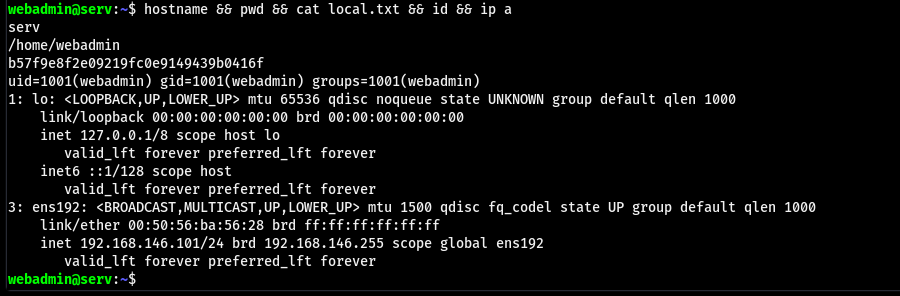 webadmin@serv:~$ hostname && pwd && cat local.txt && id && ip a
serv
/home/webadmin
b57f9e8f2e09219fc0e9149439b0416f
uid=1001(webadmin) gid=1001(webadmin) groups=1001(webadmin)
1: lo: <LOOPBACK,UP,LOWER_UP> mtu 65536 qdisc noqueue state UNKNOWN group default qlen 1000
    link/loopback 00:00:00:00:00:00 brd 00:00:00:00:00:00
    inet 127.0.0.1/8 scope host lo
       valid_lft forever preferred_lft forever
    inet6 ::1/128 scope host
       valid_lft forever preferred_lft forever
3: ens192: <BROADCAST,MULTICAST,UP,LOWER_UP> mtu 1500 qdisc fq_codel state UP group default qlen 1000
    link/ether 00:50:56:ba:56:28 brd ff:ff:ff:ff:ff:ff
    inet 192.168.146.101/24 brd 192.168.146.255 scope global ens192
       valid_lft forever preferred_lft forever
webadmin@serv:~$